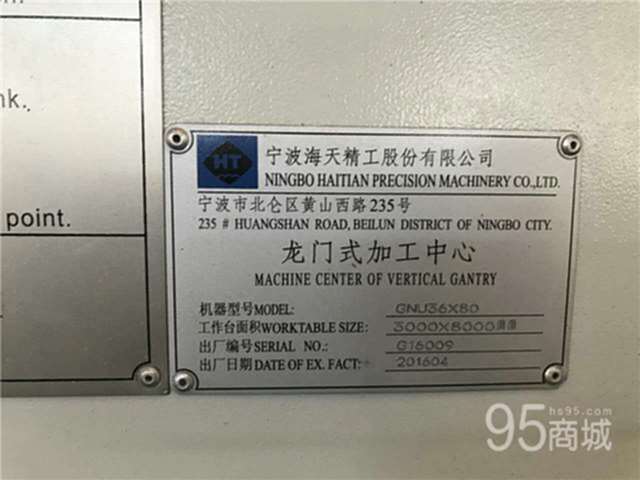 nk.
point.
HT
宁波海天精工股份有限公司
NINGBO HAITIAN PRECISION MACHINERY CO.,LTD.
宁波市北仑区黄山西路235号
235 # HUANGSHAN ROAD, BEILUN DISTRICT OF NINGBO CITY.
龙门式加工中心
MACHINE CENTER OF VERTICAL GANTRY
机器型号MODEL: GNU36X80
工作台面积WORKTABLE SIZE: 3000X8000
出厂编号SERIAL NO.: G16009
出厂日期DATE OF EX. FACT: 201604
95商城
hs95.com